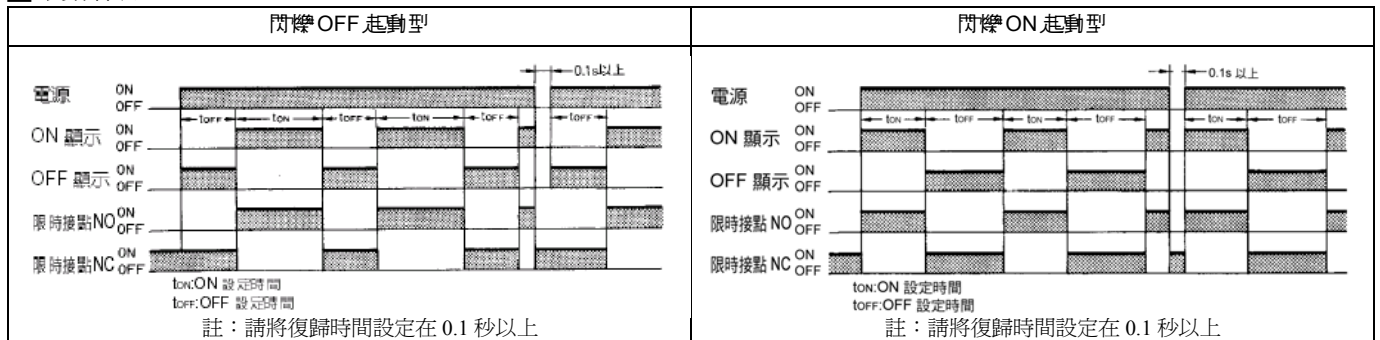 閃爍 OFF 起動型
0.1s以上
電源 ON
OFF
tOFF tON tOFF tON tOFF tOFF
ON 顯示 ON
OFF
OFF 顯示 ON
OFF
限時接點NO ON
OFF
限時接點NC ON
OFF
tON:ON 設定時間
tOFF:OFF 設定時間
註：請將復歸時間設定在 0.1 秒以上
閃爍 ON 起動型
0.1s 以上
電源 ON
OFF
tON tOFF tON tOFF tON tOFF
ON 顯示 ON
OFF
OFF 顯示 ON
OFF
限時接點 NO ON
OFF
限時接點 NC ON
OFF
tON:ON 設定時間
tOFF:OFF 設定時間
註：請將復歸時間設定在 0.1 秒以上